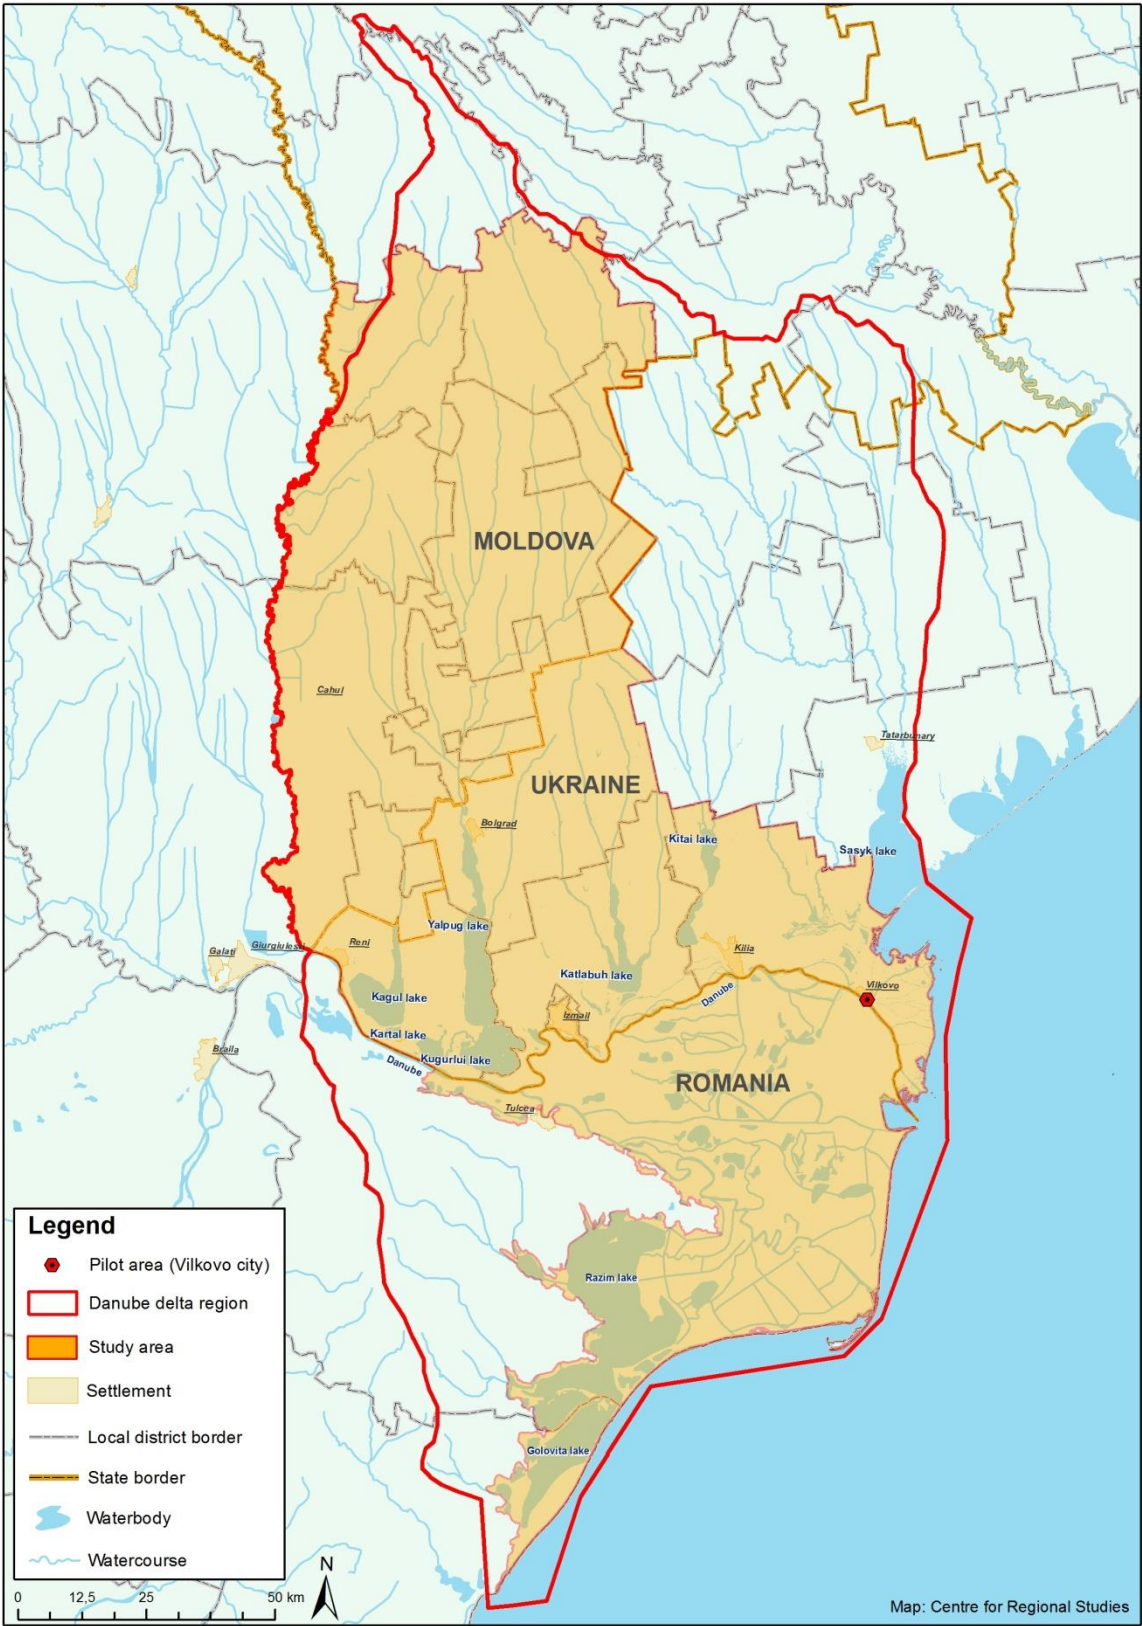 MOLDOVA
Cahul
Tatarbunary
UKRAINE
Bolgrad
Kitai lake
Sasyk lake
Yalpug lake
Galati
Giurgiulesti
Reni
Kilia
Katlabuh lake
Vilkovo
Kagul lake
Danube
Izmail
Kartal lake
Braila
Kugurlui lake
Danube
ROMANIA
Tulcea
Razim lake
Golovita lake
Legend
Pilot area (Vilkovo city)
Danube delta region
Study area
Settlement
Local district border
State border
Waterbody
Watercourse
N
0 12,5 25 50 km
Map: Centre for Regional Studies